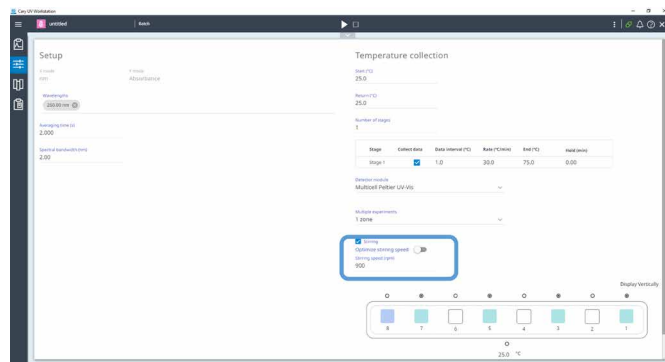 Cary UV Workstation
untitled
Batch
Setup
X mode
nm
Y mode
Absorbance
Wavelengths
260.00 nm
Averaging time (s)
2.000
Spectral bandwidth (nm)
2.00
Temperature collection
Start (°C)
25.0
Return (°C)
25.0
Number of stages
1
Stage Collect data Data interval (°C) Rate (°C/min) End (°C) Hold (min)
Stage 1 1.0 30.0 75.0 0.00
Detector module
Multicell Peltier UV-Vis
Multiple experiments
1 zone
Stirring
Optimize stirring speed
Stirring speed (rpm)
900
Display Vertically
8 7 6 5 4 3 2 1
25.0 °C